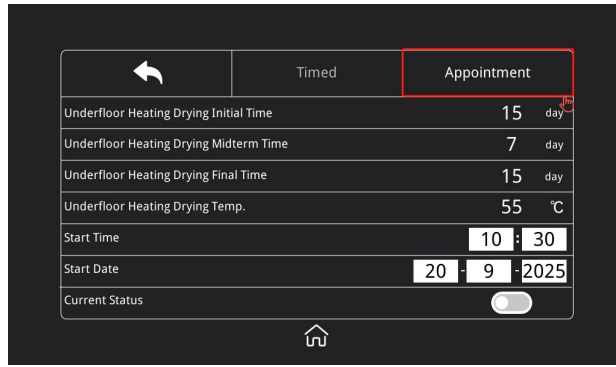 Timed Appointment
Underfloor Heating Drying Initial Time 15 day
Underfloor Heating Drying Midterm Time 7 day
Underfloor Heating Drying Final Time 15 day
Underfloor Heating Drying Temp. 55 ℃
Start Time 10 : 30
Start Date 20 - 9 - 2025
Current Status